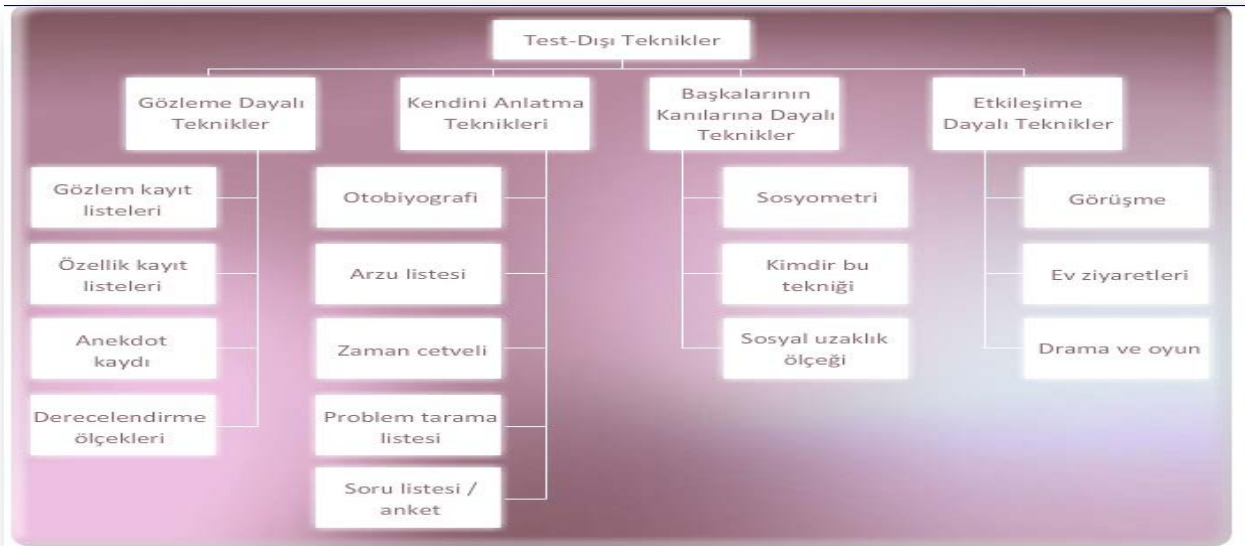 Test-Dışı Teknikler
Gözleme Dayalı
Teknikler
Gözlem kayıt
listeleri
Özellik kayıt
listeleri
Anekdot
kaydı
Derecelendirme
ölçekleri
Kendini Anlatma
Teknikleri
Otobiyografi
Arzu listesi
Zaman cetveli
Problem tarama
listesi
Soru listesi /
anket
Başkalarının
Kanılarına Dayalı
Teknikler
Sosyometri
Kimdir bu
tekniği
Sosyal uzaklık
ölçeği
Etkileşime
Dayalı Teknikler
Görüşme
Ev ziyaretleri
Drama ve oyun